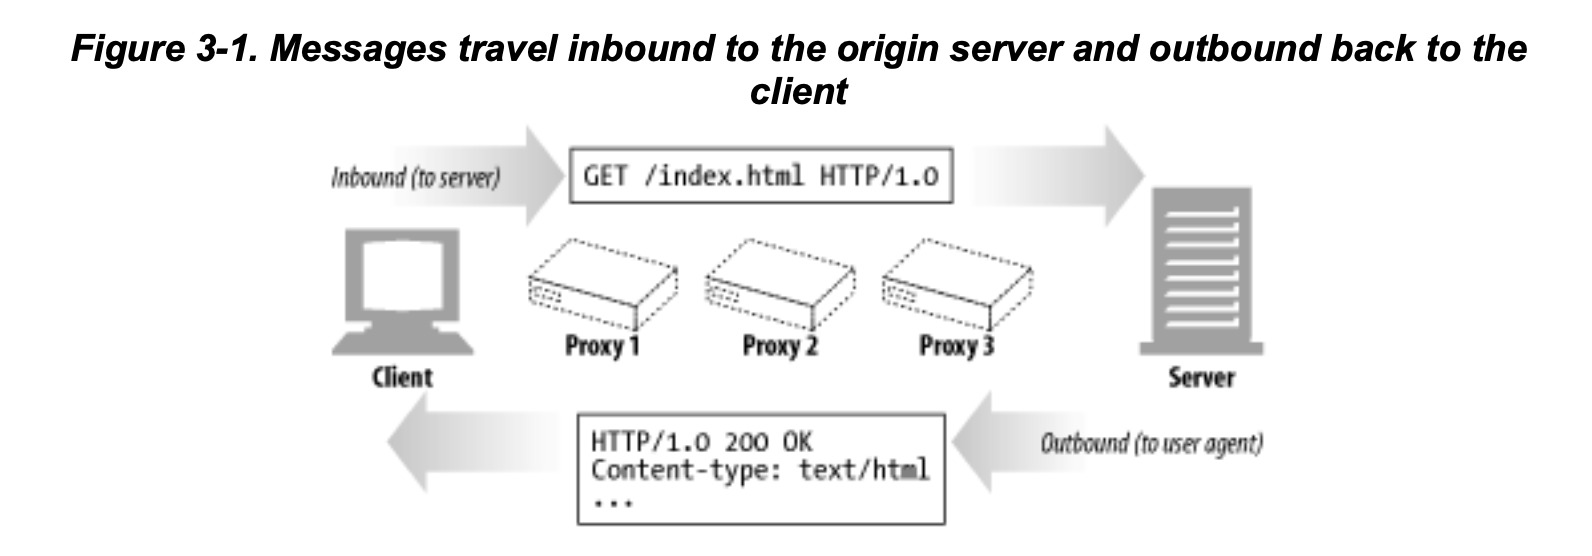 Figure 3-1. Messages travel inbound to the origin server and outbound back to the
client
Inbound (to server)
GET /index.html HTTP/1.0
Proxy 1
Proxy 2
Proxy 3
Client
Server
HTTP/1.0 200 OK
Content-type: text/html
...
Outbound (to user agent)